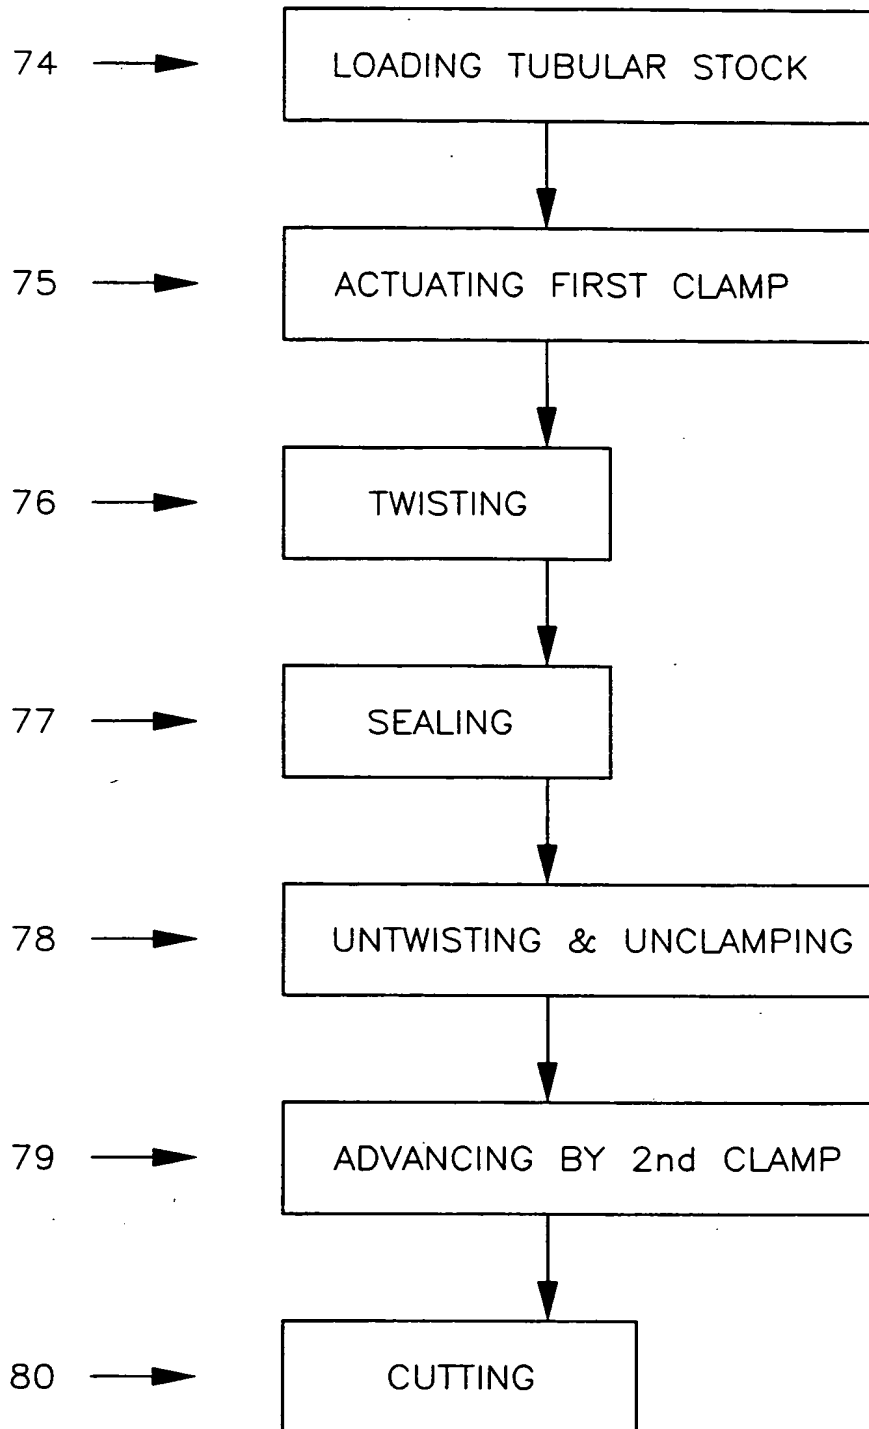 74 LOADING TUBULAR STOCK
75 ACTUATING FIRST CLAMP
76 TWISTING
77 SEALING
78 UNTWISTING & UNCLAMPING
79 ADVANCING BY 2nd CLAMP
80 CUTTING